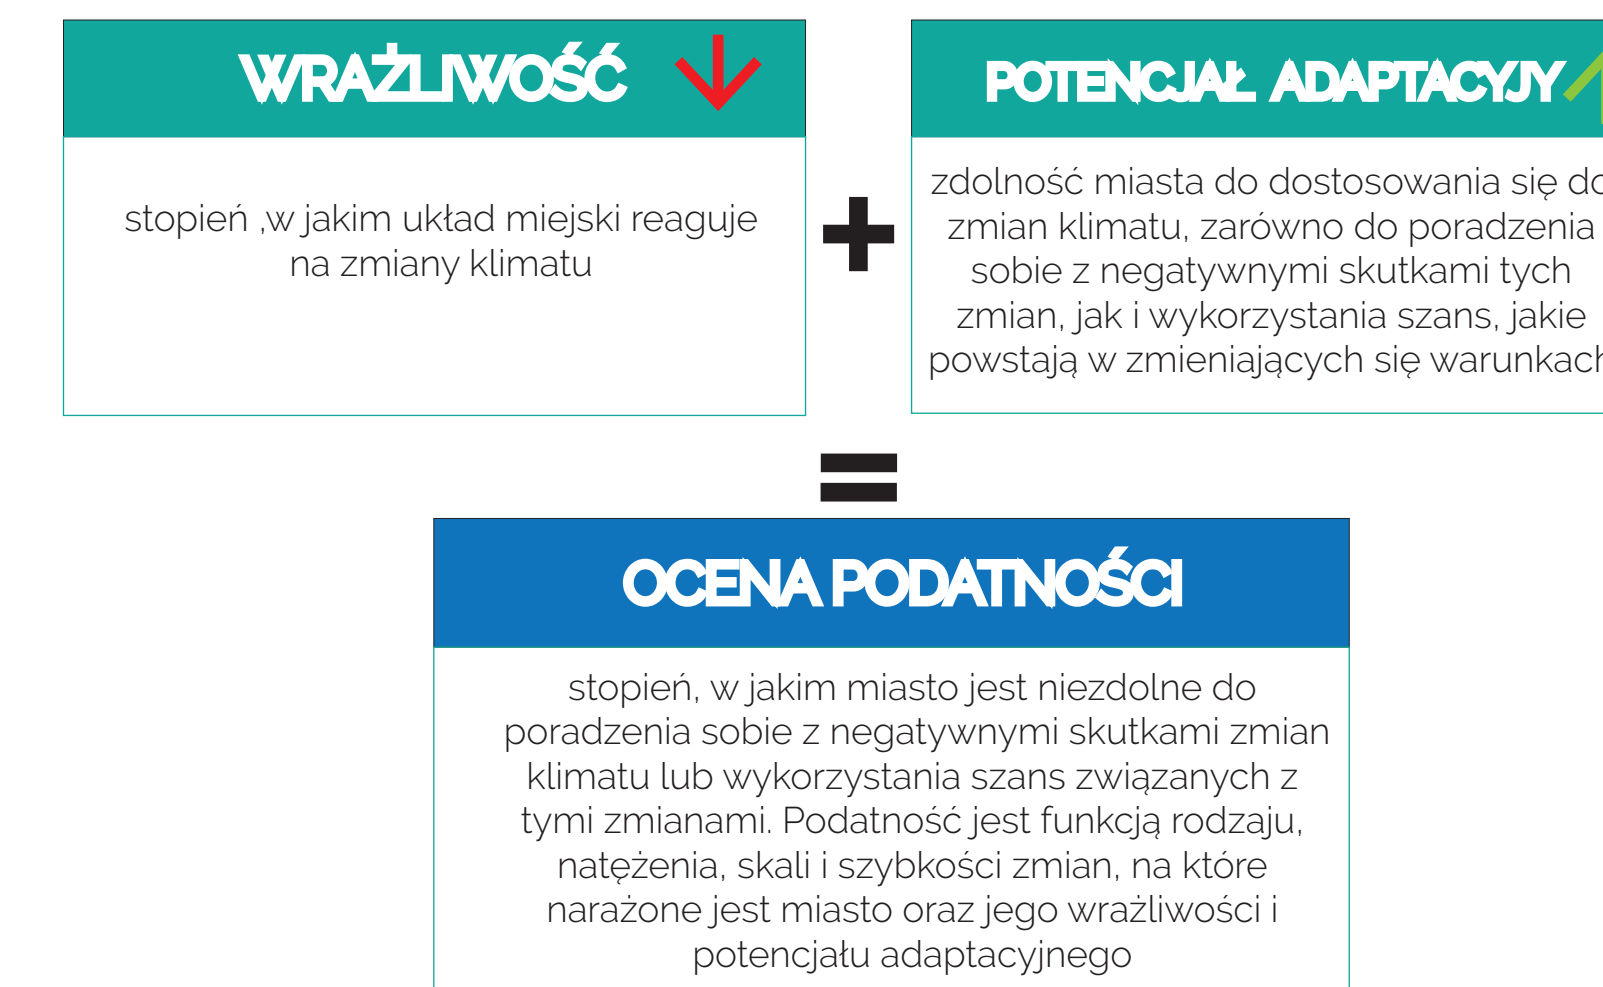 WRAŻLIWOŚĆ
stopień ,w jakim układ miejski reaguje
na zmiany klimatu
+
POTENCJAŁ ADAPTACYJY
zdolność miasta do dostosowania się do
zmian klimatu, zarówno do poradzenia
sobie z negatywnymi skutkami tych
zmian, jak i wykorzystania szans, jakie
powstają w zmieniających się warunkach
=
OCENA PODATNOŚCI
stopień, w jakim miasto jest niezdolne do
poradzenia sobie z negatywnymi skutkami zmian
klimatu lub wykorzystania szans związanych z
tymi zmianami. Podatność jest funkcją rodzaju,
natężenia, skali i szybkości zmian, na które
narażone jest miasto oraz jego wrażliwości i
potencjału adaptacyjnego